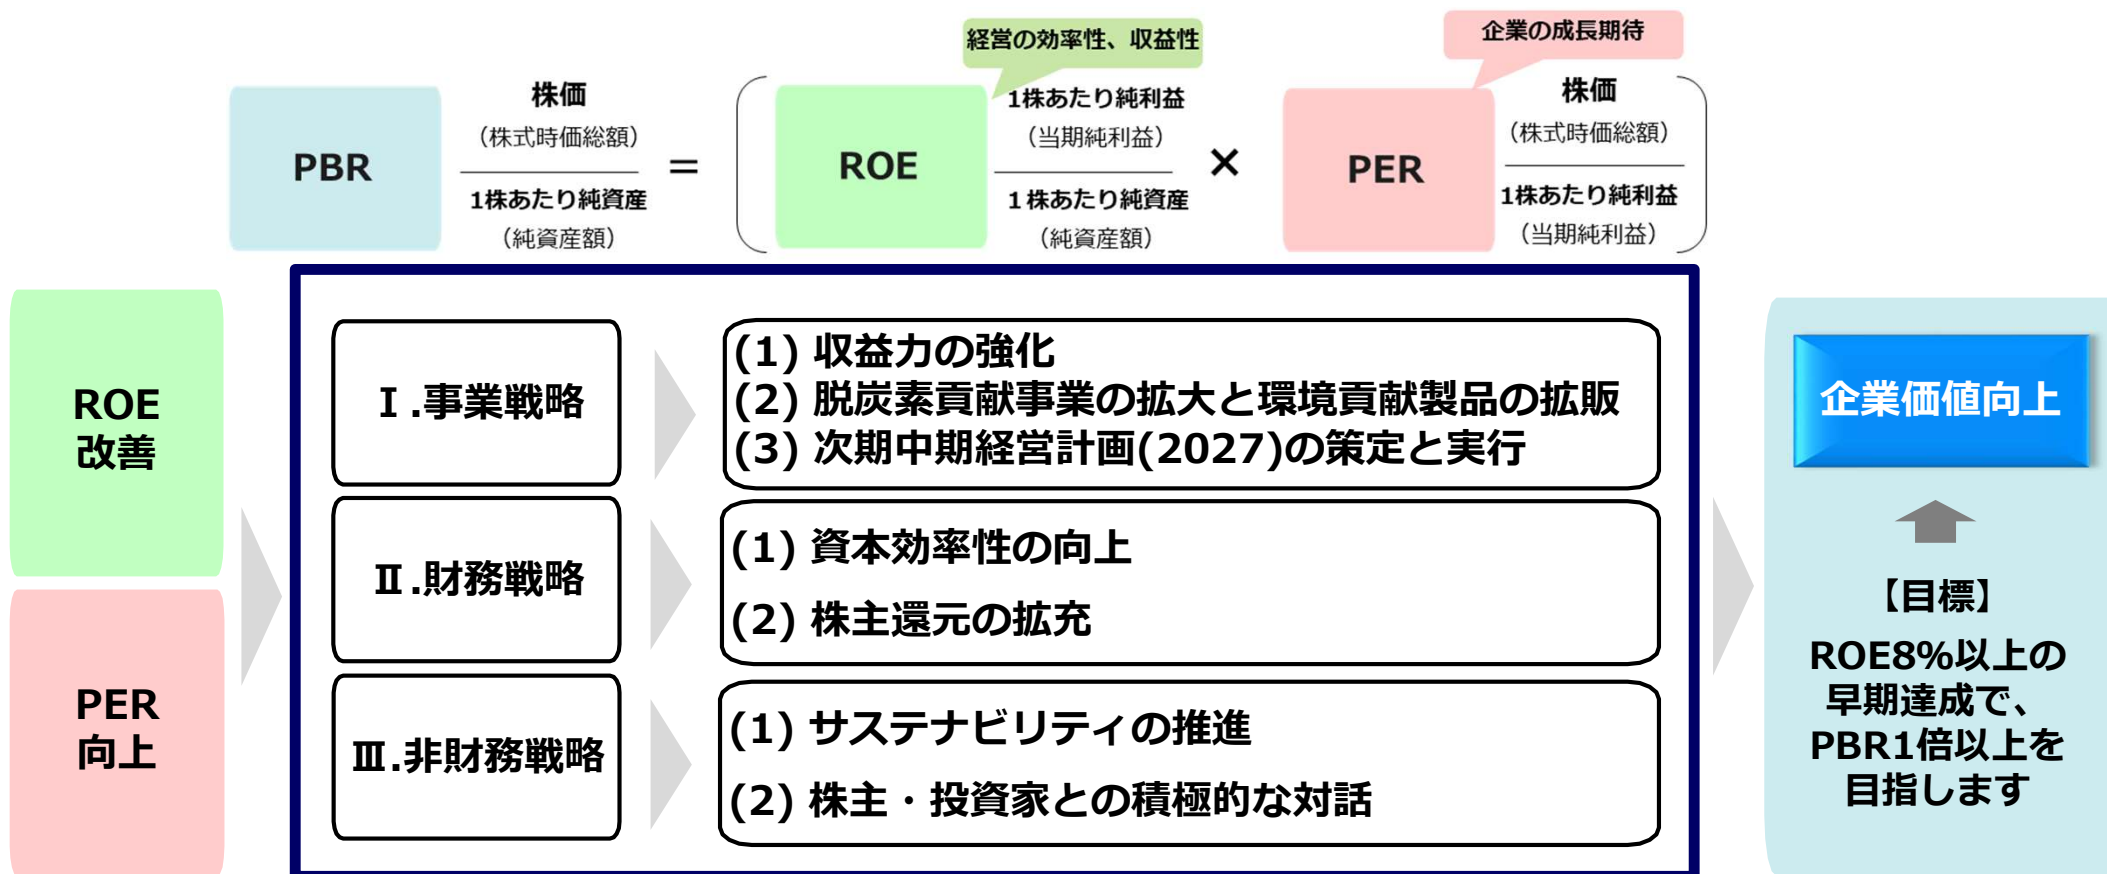 経営の効率性、収益性
企業の成長期待
PBR
株価
(株式時価総額)
1株あたり純資産
(純資産額)
=
ROE
1株あたり純利益
(当期純利益)
1株あたり純資産
(純資産額)
×
PER
株価
(株式時価総額)
1株あたり純利益
(当期純利益)
ROE
改善
PER
向上
Ⅰ.事業戦略
(1) 収益力の強化
(2) 脱炭素貢献事業の拡大と環境貢献製品の拡販
(3) 次期中期経営計画(2027)の策定と実行
Ⅱ.財務戦略
(1) 資本効率性の向上
(2) 株主還元の拡充
Ⅲ.非財務戦略
(1) サステナビリティの推進
(2) 株主・投資家との積極的な対話
企業価値向上
【目標】
ROE8%以上の
早期達成で、
PBR1倍以上を
目指します